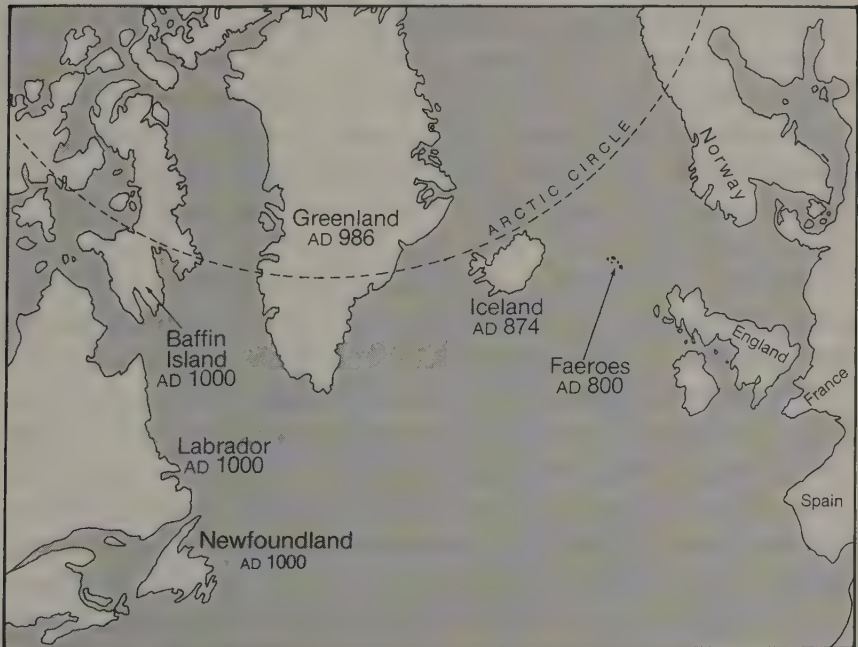 ARCTIC CIRCLE
Norway
Greenland
AD 986
Iceland
AD 874
Faeroes
AD 800
England
France
Spain
Baffin
Island
AD 1000
Labrador
AD 1000
Newfoundland
AD 1000